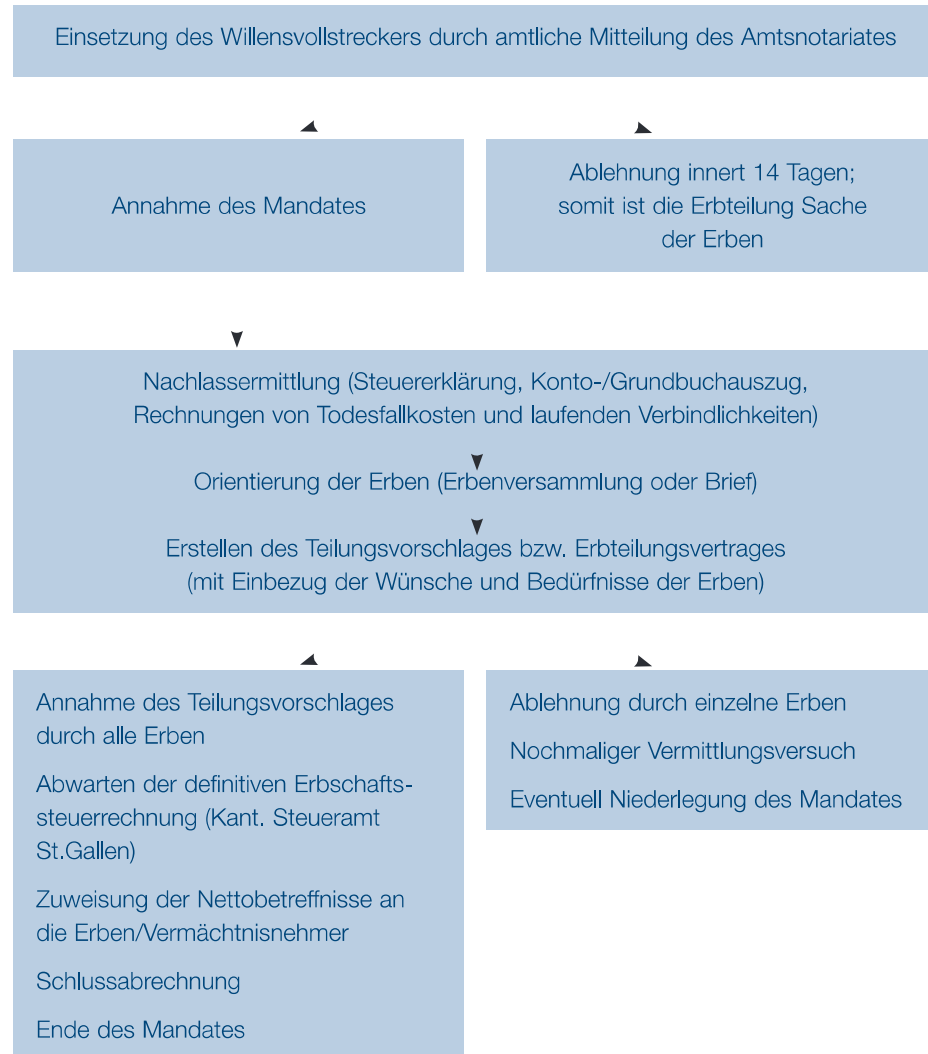 Einsetzung des Willensvollstreckers durch amtliche Mitteilung des Amtsnotariates
Annahme des Mandates
Ablehnung innert 14 Tagen;
somit ist die Erbteilung Sache
der Erben
Nachlassermittlung (Steuererklärung, Konto-/Grundbuchauszug,
Rechnungen von Todesfallkosten und laufenden Verbindlichkeiten)
Orientierung der Erben (Erbenversammlung oder Brief)
Erstellen des Teilungsvorschlages bzw. Erbteilungsvertrages
(mit Einbezug der Wünsche und Bedürfnisse der Erben)
Annahme des Teilungsvorschlages
durch alle Erben
Abwarten der definitiven Erbschafts-
steuerrechnung (Kant. Steueramt
St.Gallen)
Zuweisung der Nettobetreffnisse an
die Erben/Vermächtnisnehmer
Schlussabrechnung
Ende des Mandates
Ablehnung durch einzelne Erben
Nochmaliger Vermittlungsversuch
Eventuell Niederlegung des Mandates